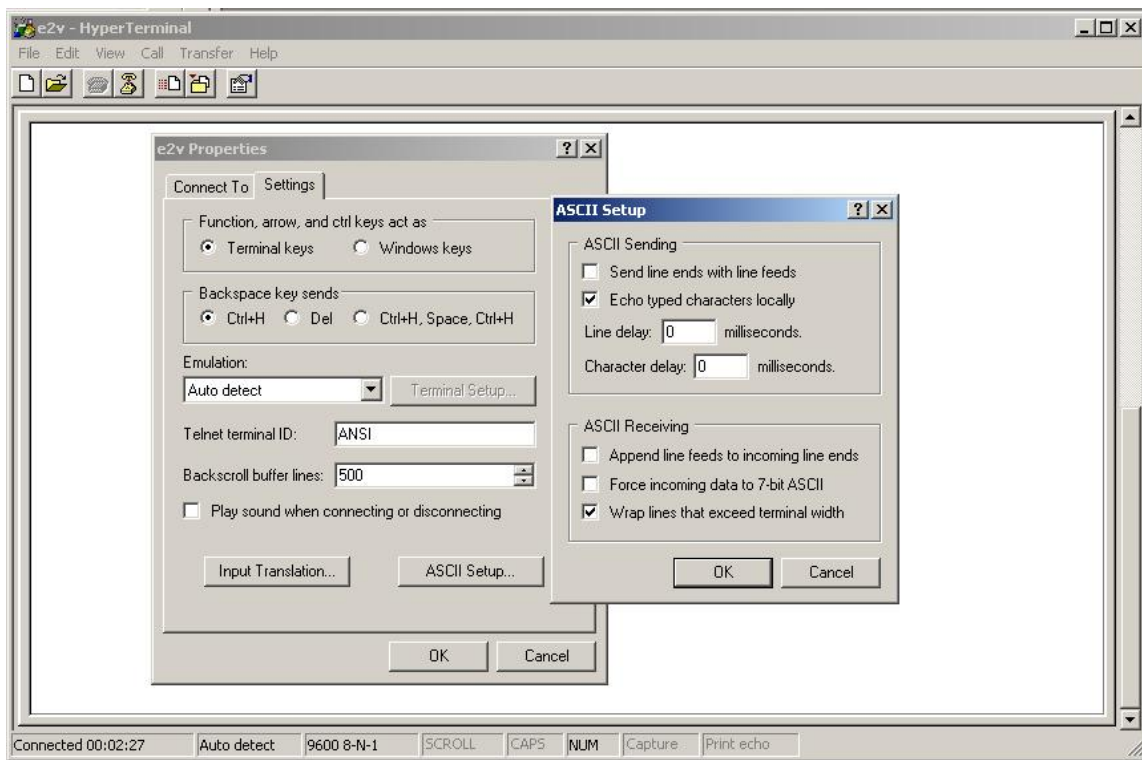 e2v - HyperTerminal
File Edit View Call Transfer Help
e2v Properties
Connect To Settings
Function, arrow, and ctrl keys act as
Terminal keys Windows keys
Backspace key sends
Ctrl+H Del Ctrl+H, Space, Ctrl+H
Emulation:
Auto detect Terminal Setup...
Telnet terminal ID: ANSI
Backscroll buffer lines: 500
Play sound when connecting or disconnecting
Input Translation... ASCII Setup...
OK Cancel
ASCII Setup
ASCII Sending
Send line ends with line feeds
Echo typed characters locally
Line delay: 0 milliseconds.
Character delay: 0 milliseconds.
ASCII Receiving
Append line feeds to incoming line ends
Force incoming data to 7-bit ASCII
Wrap lines that exceed terminal width
OK Cancel
Connected 00:02:27 Auto detect 9600 8-N-1 SCROLL CAPS NUM Capture Print echo